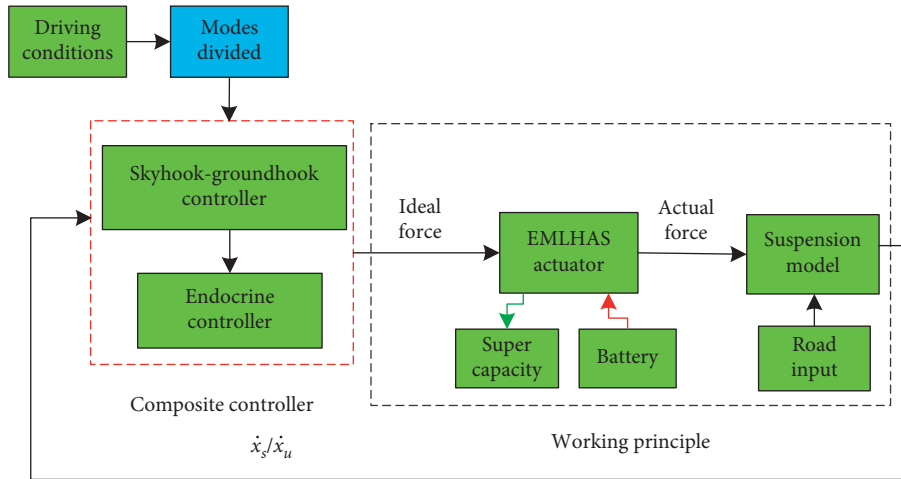 Driving
conditions
Modes
divided
Skyhook-groundhook
controller
Endocrine
controller
Composite controller
ẋₛ/ẋᵤ
Ideal
force
EMLHAS
actuator
Actual
force
Suspension
model
Super
capacity
Battery
Road
input
Working principle